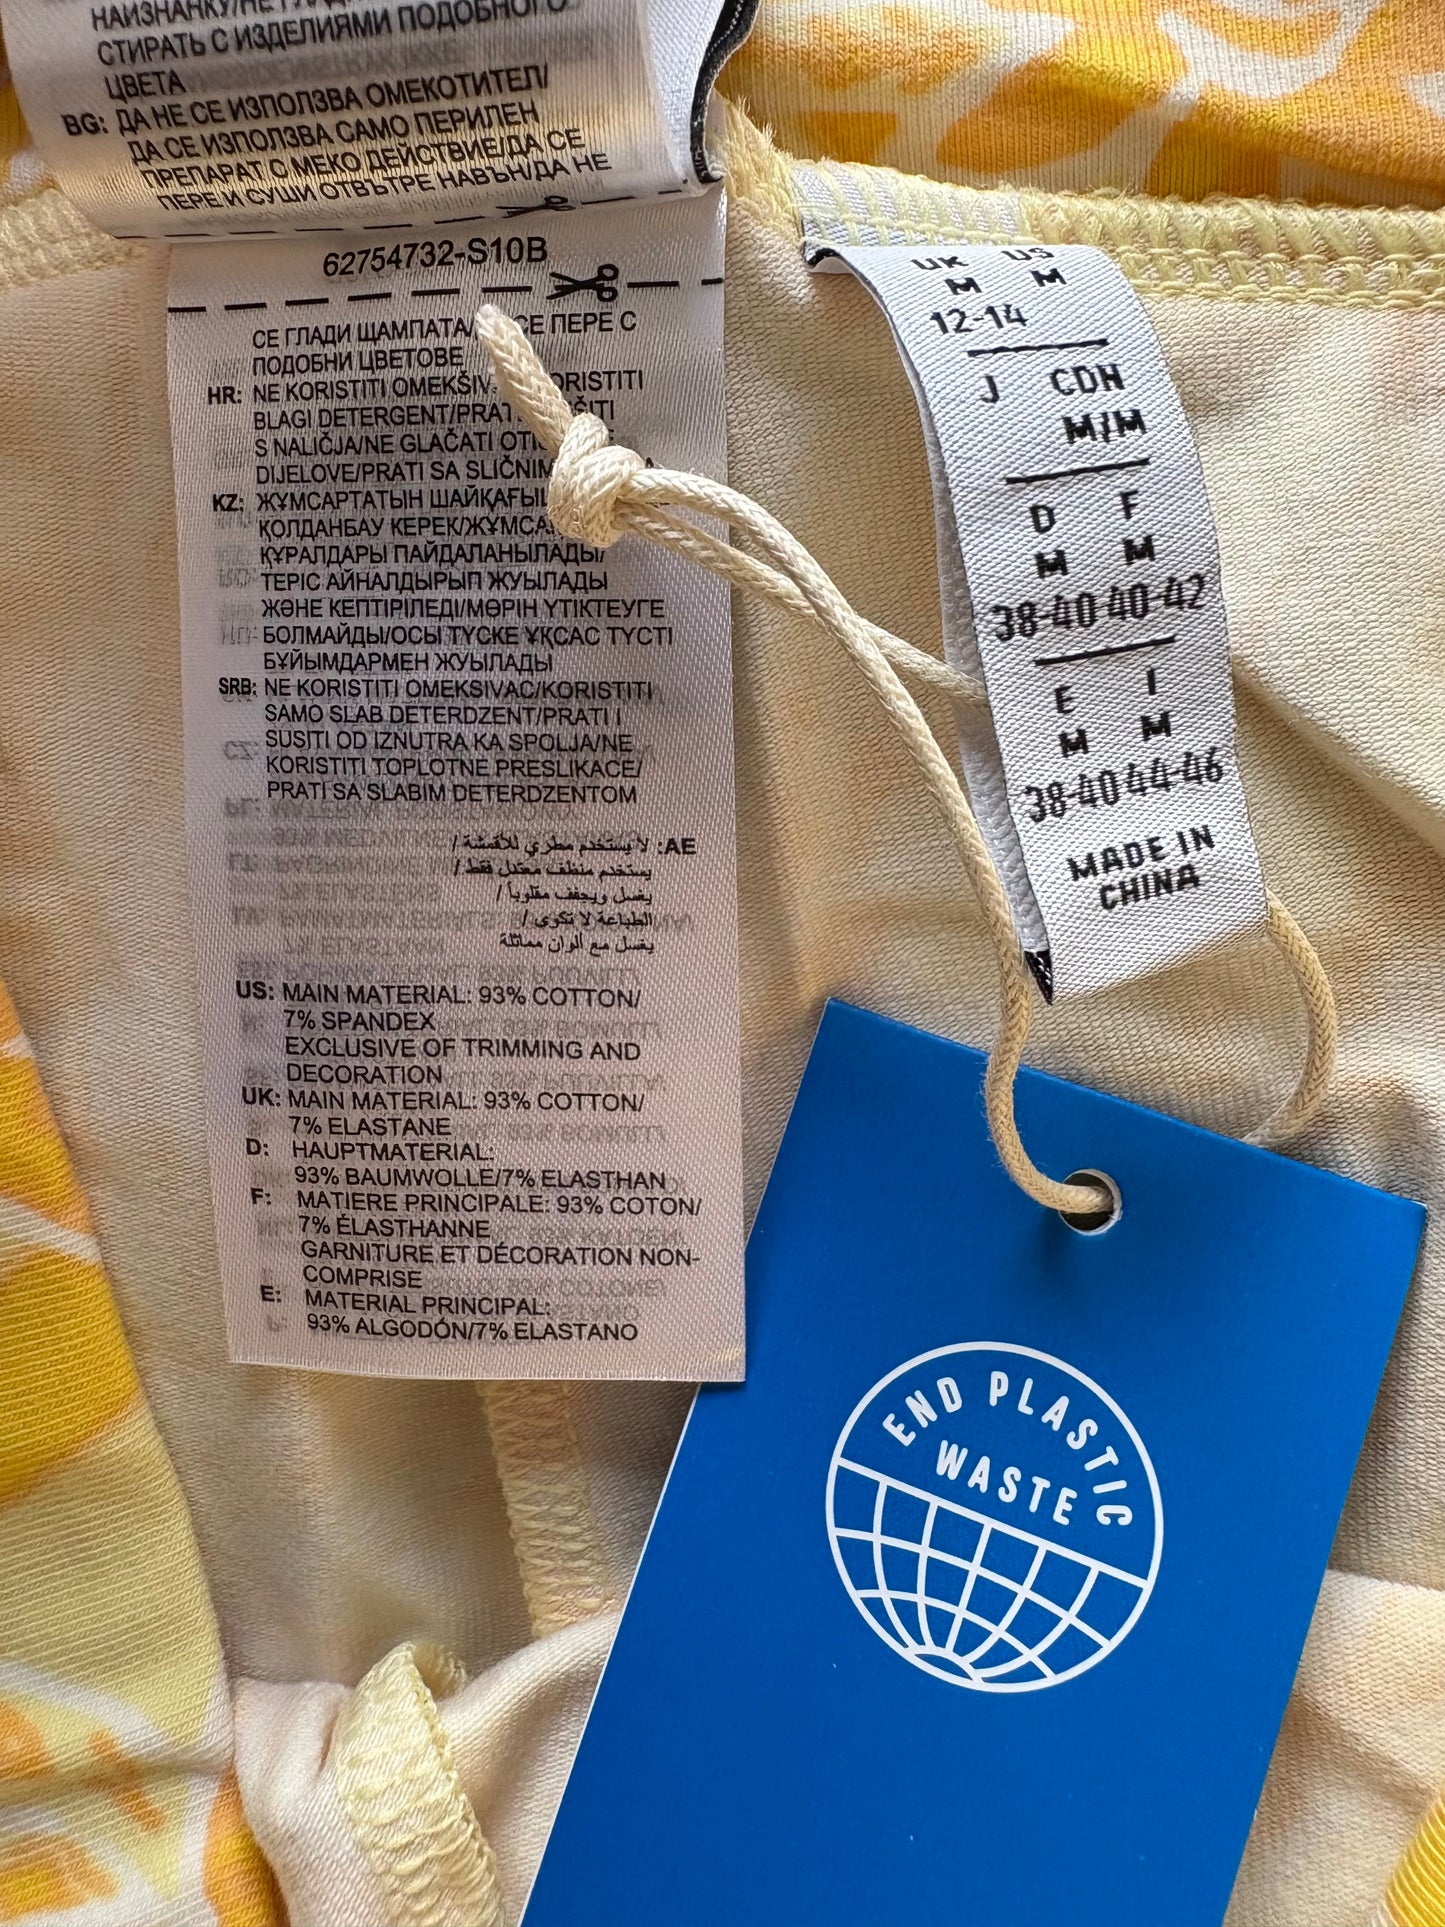 СТИРАТЬ С ИЗДЕЛИЯМИ ПОДОБНОГО
ЦВЕТА
BG: ДА НЕ СЕ ИЗПОЛЗВА ОМЕКОТИТЕЛ/
ДА СЕ ИЗПОЛЗВА САМО ПЕРИЛЕН
ПРЕПАРАТ С МЕКО ДЕЙСТВИЕ/ДА СЕ
ПЕРЕ И СУШИ ОТВЪТРЕ НАВЪН/ДА НЕ
62754732-S10B
СЕ ГЛАДИ ЩАМПАТА/ СЕ ПЕРЕ С
ПОДОБНИ ЦВЕТОВЕ
HR: NE KORISTITI OMEKŠIV
BLAGI DETERGENT/PRAT
S NALIČJA/NE GLAČATI
DIJELOVE/PRATI SA SLIČNIM
KZ: ЖҰМСАРТАТЫН
ҚОЛДАНБАУ КЕРЕК/
ҚҰРАЛДАРЫ ПАЙДАЛАНЫЛАДЫ/
ТЕРІС АЙНАЛДЫРЫП ЖУЫЛАДЫ
ЖӘНЕ КЕПТІРІЛЕДІ/МӨРІН ҮТІКТЕУГЕ
БОЛМАЙДЫ/ОСЫ ТҮСКЕ ҰҚСАС ТҮСТІ
БҰЙЫМДАРМЕН ЖУЫЛАДЫ
SRB: NE KORISTITI OMEKSIVAC/KORISTITI
SAMO SLAB DETERDZENT/PRATI I
SUSITI OD IZNUTRA KA SPOLJA/NE
KORISTITI TOPLOTNE PRESLIKACE/
PRATI SA SLABIM DETERDZENTOM
AE: لا يستخدم مطري للأقمشة /
يستخدم منظف معتدل فقط /
يغسل ويجفف مقلوباً /
الطباعة لا تكوى /
يغسل مع ألوان مماثلة
US: MAIN MATERIAL: 93% COTTON/
7% SPANDEX
EXCLUSIVE OF TRIMMING AND
DECORATION
UK: MAIN MATERIAL: 93% COTTON/
7% ELASTANE
D: HAUPTMATERIAL:
93% BAUMWOLLE/7% ELASTHAN
F: MATIERE PRINCIPALE: 93% COTON/
7% ÉLASTHANNE
GARNITURE ET DÉCORATION NON-
COMPRISE
E: MATERIAL PRINCIPAL:
93% ALGODÓN/7% ELASTANO
UK US
M M
12-14
J CDN
M/M
D F
M M
38-40 40-42
E I
M M
38-40 44-46
MADE IN
CHINA
END PLASTIC
WASTE